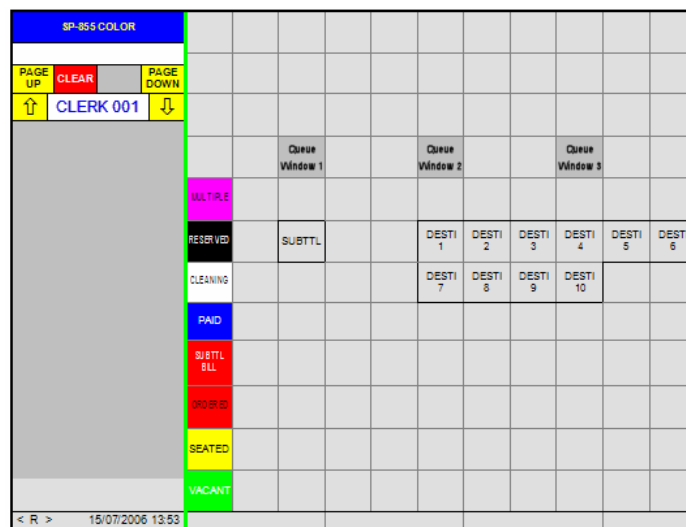 SP-855 COLOR
PAGE UP
CLEAR
PAGE DOWN
⇧ CLERK 001 ⇩
Queue Window 1
Queue Window 2
Queue Window 3
MULTIPLE
RESERVED
SUBTTL
DESTI 1
DESTI 2
DESTI 3
DESTI 4
DESTI 5
DEST 6
CLEANING
DESTI 7
DESTI 8
DESTI 9
DESTI 10
PAID
SUBTTL BILL
ORDERED
SEATED
VACANT
< R > 15/07/2006 13:53